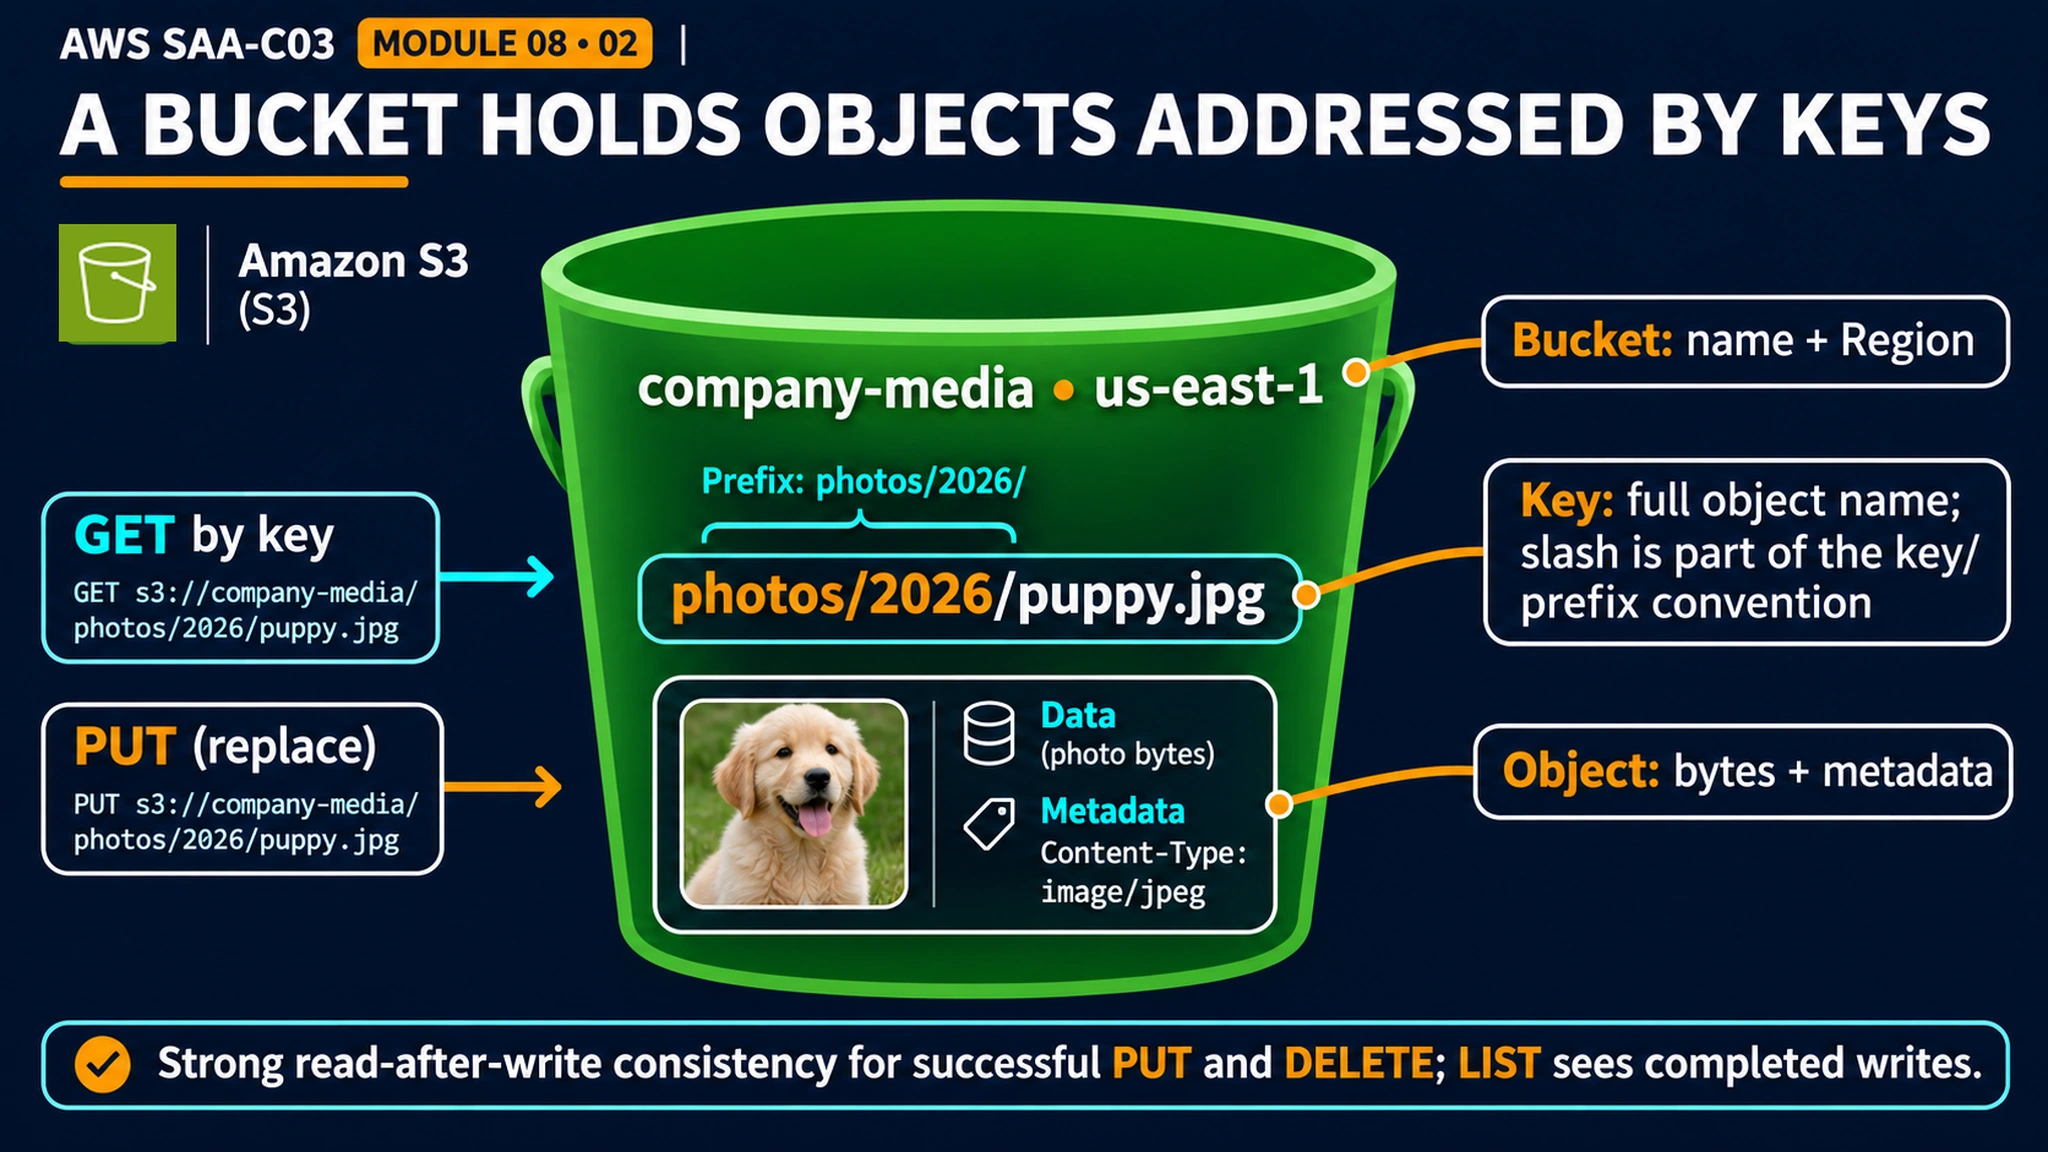 AWS SAA-C03 MODULE 08 • 02 |
A BUCKET HOLDS OBJECTS ADDRESSED BY KEYS
Amazon S3
(S3)
company-media • us-east-1
Bucket: name + Region
Prefix: photos/2026/
photos/2026/puppy.jpg
Key: full object name;
slash is part of the key/
prefix convention
GET by key
GET s3://company-media/
photos/2026/puppy.jpg
PUT (replace)
PUT s3://company-media/
photos/2026/puppy.jpg
Data
(photo bytes)
Metadata
Content-Type:
image/jpeg
Object: bytes + metadata
Strong read-after-write consistency for successful PUT and DELETE; LIST sees completed writes.